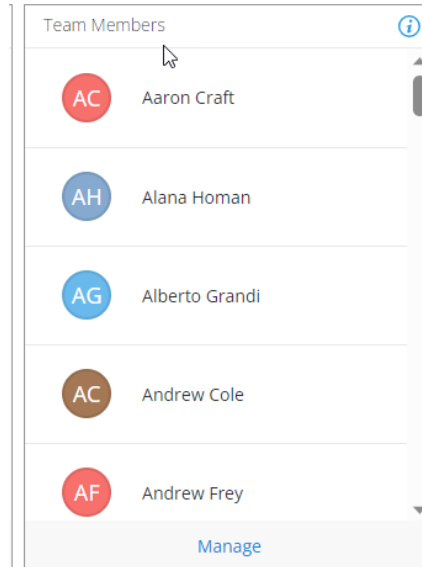 Team Members
AC Aaron Craft
AH Alana Homan
AG Alberto Grandi
AC Andrew Cole
AF Andrew Frey
Manage